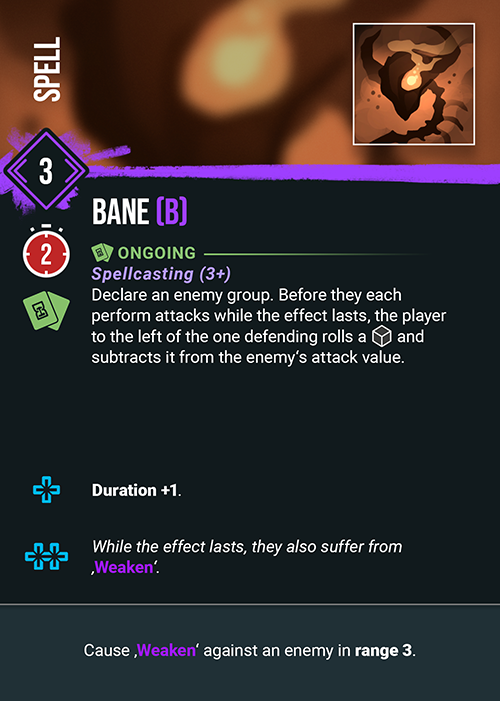 SPELL
3
BANE (B)
2
ONGOING
Spellcasting (3+)
Declare an enemy group. Before they each
perform attacks while the effect lasts, the player
to the left of the one defending rolls a and
subtracts it from the enemy‘s attack value.
Duration +1.
While the effect lasts, they also suffer from
‚Weaken‘.
Cause ‚Weaken‘ against an enemy in range 3.